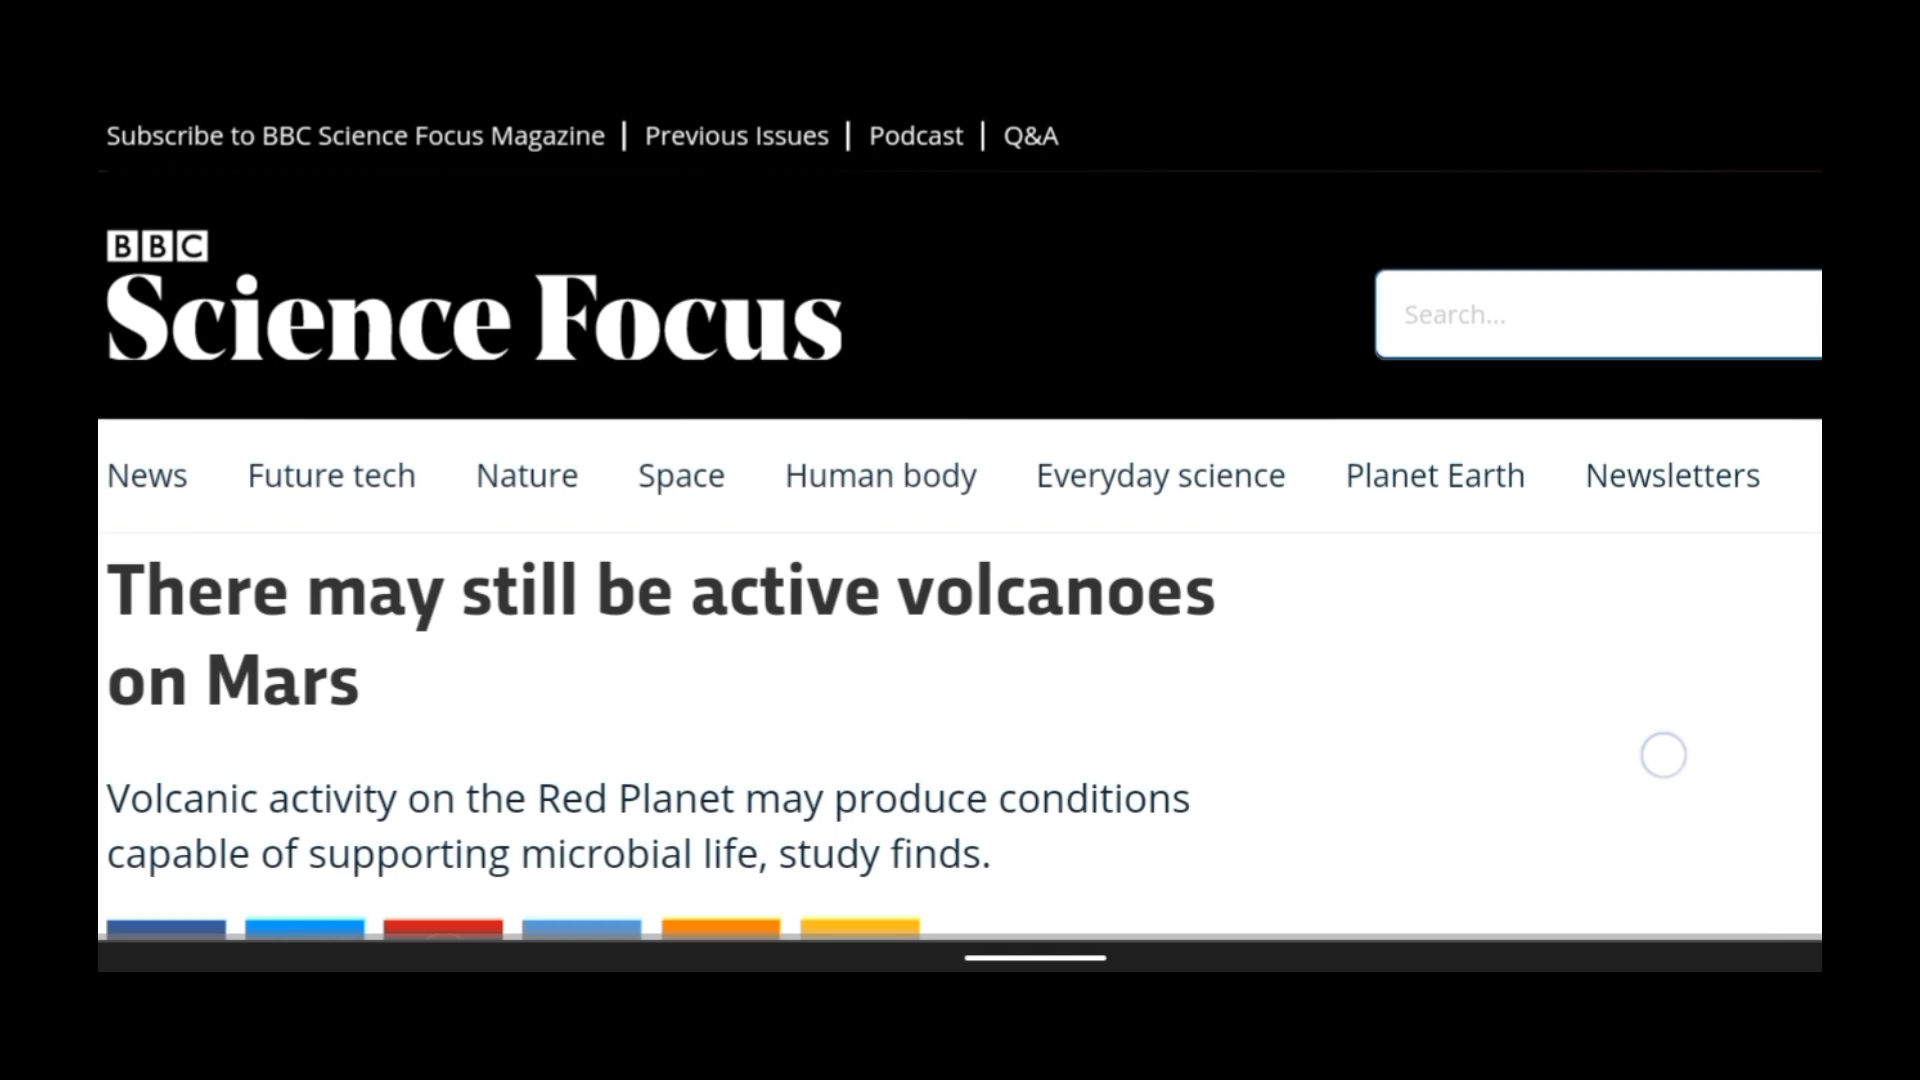 Subscribe to BBC Science Focus Magazine | Previous Issues | Podcast | Q&A
BBC
Science Focus
Search...
News Future tech Nature Space Human body Everyday science Planet Earth Newsletters
There may still be active volcanoes
on Mars
Volcanic activity on the Red Planet may produce conditions
capable of supporting microbial life, study finds.